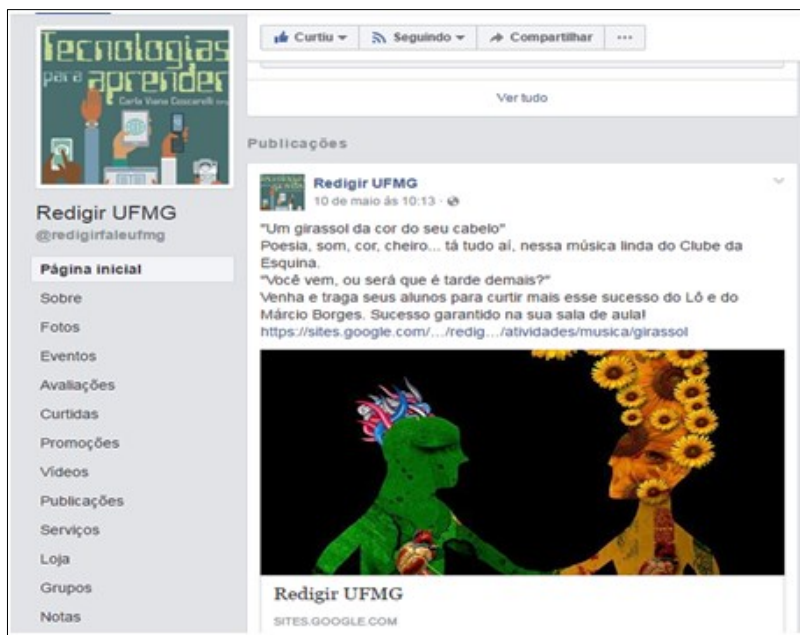 Tecnologias
para aprender
Carla Viana Coscarelli
Curtiu
Seguindo
Compartilhar
Ver tudo
Publicações
Redigir UFMG
@redigirfaleufmg
Página inicial
Sobre
Fotos
Eventos
Avaliações
Curtidas
Promoções
Vídeos
Publicações
Serviços
Loja
Grupos
Notas
Redigir UFMG
10 de maio às 10:13
"Um girassol da cor do seu cabelo"
Poesia, som, cor, cheiro... tá tudo aí, nessa música linda do Clube da
Esquina.
"Você vem, ou será que é tarde demais?"
Venha e traga seus alunos para curtir mais esse sucesso do Lô e do
Márcio Borges. Sucesso garantido na sua sala de aula!
https://sites.google.com/.../redig.../atividades/musica/girassol
Redigir UFMG
SITES.GOOGLE.COM